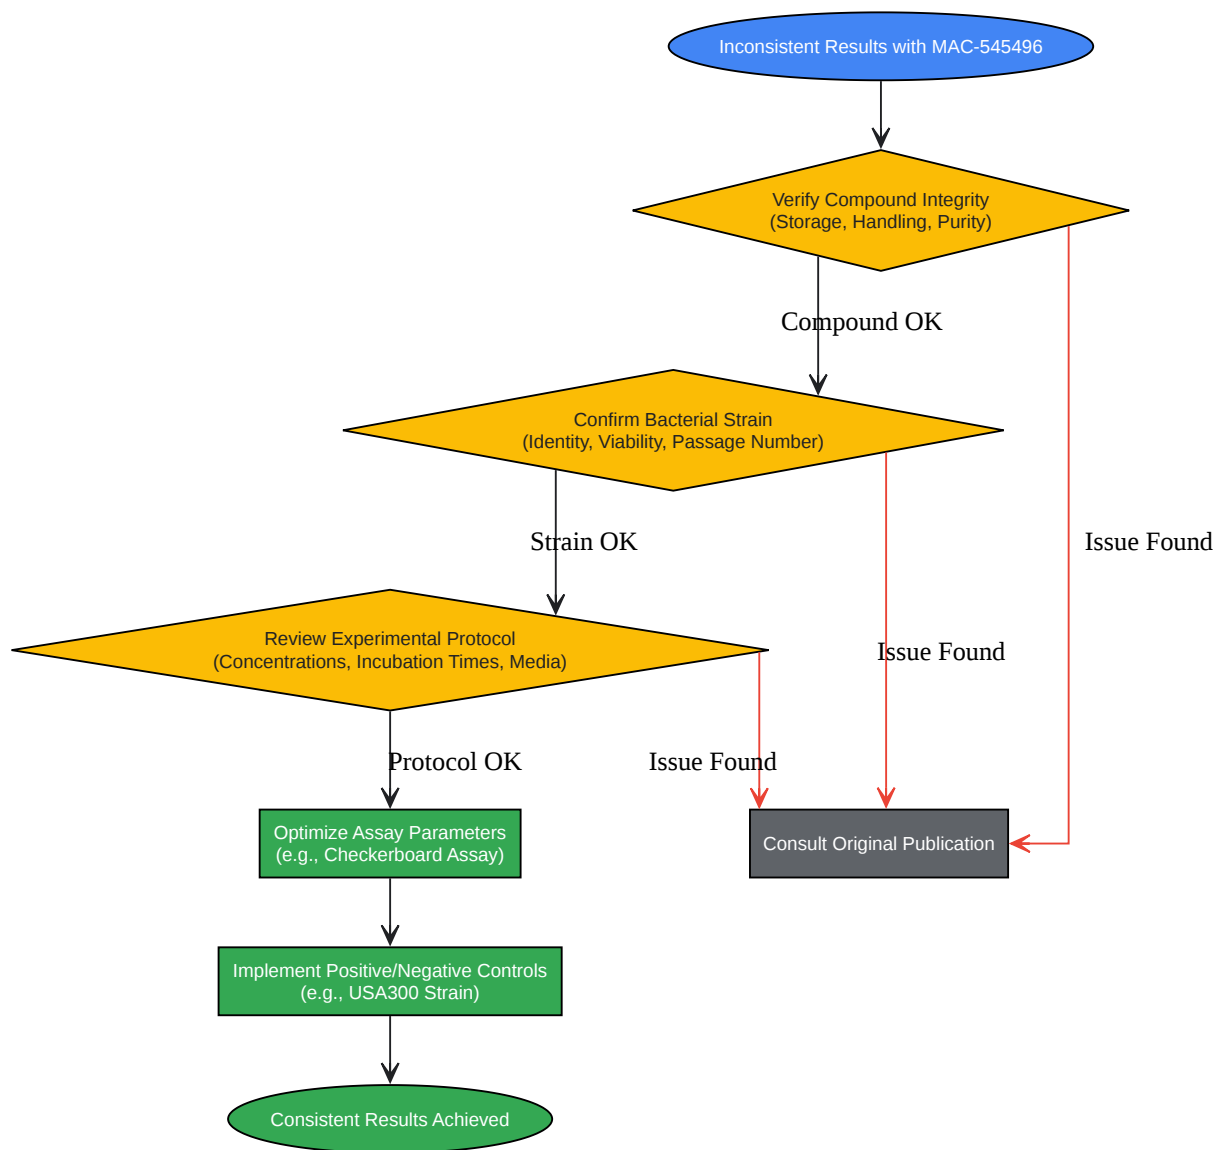 Inconsistent Results with MAC-545496
Verify Compound Integrity
(Storage, Handling, Purity)
Compound OK
Confirm Bacterial Strain
(Identity, Viability, Passage Number)
Strain OK
Issue Found
Review Experimental Protocol
(Concentrations, Incubation Times, Media)
Issue Found
Protocol OK
Issue Found
Optimize Assay Parameters
(e.g., Checkerboard Assay)
Consult Original Publication
Implement Positive/Negative Controls
(e.g., USA300 Strain)
Consistent Results Achieved